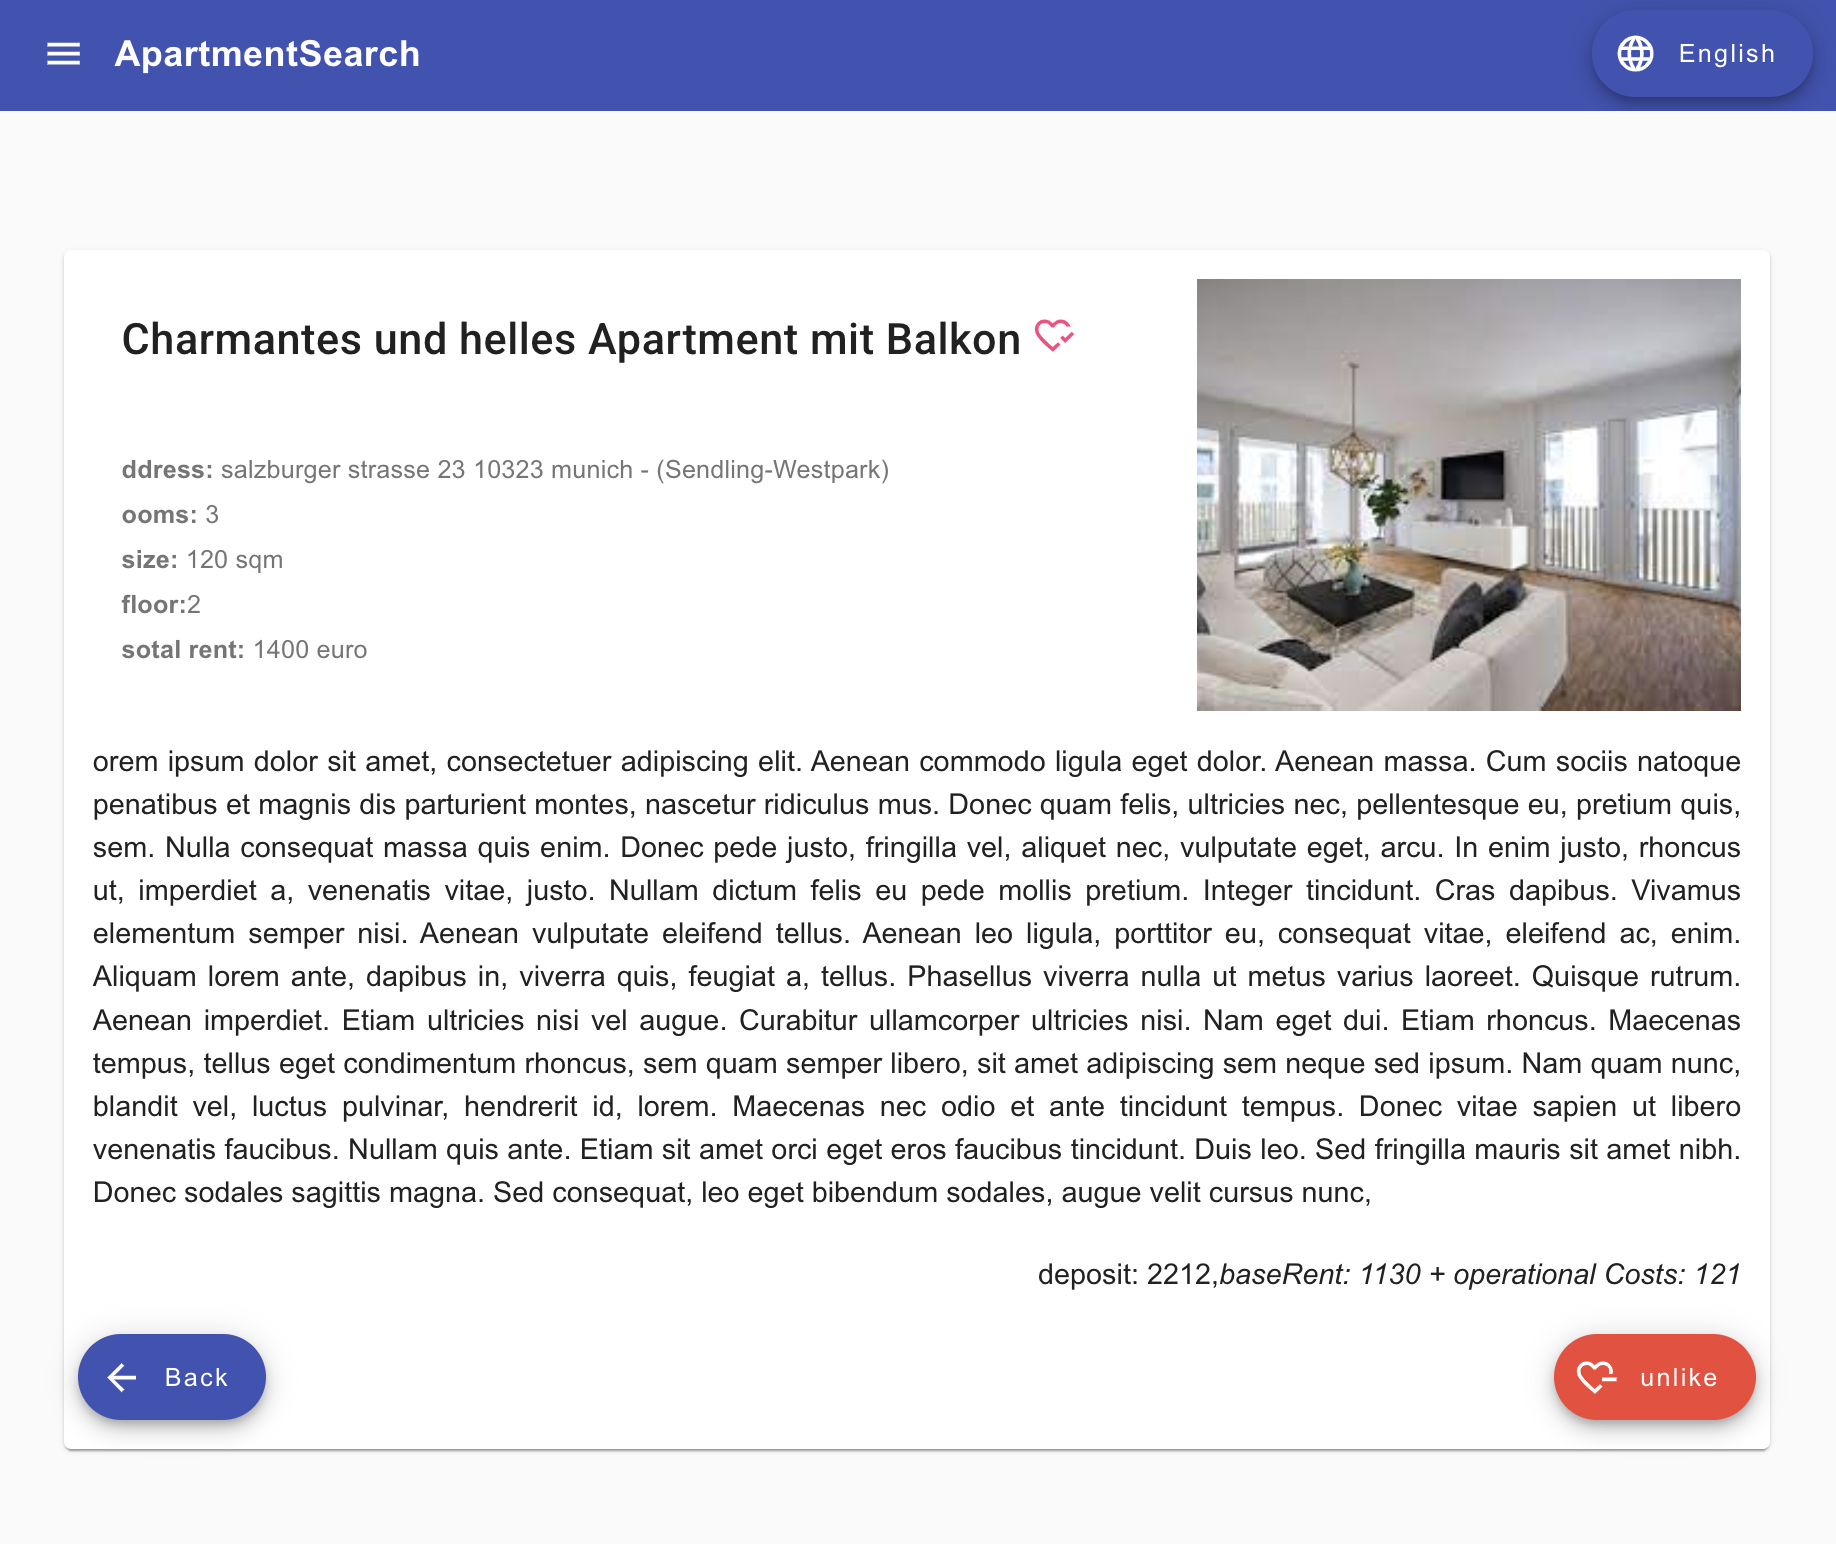 ApartmentSearch
English
Charmantes und helles Apartment mit Balkon
ddress: salzburger strasse 23 10323 munich - (Sendling-Westpark)
ooms: 3
size: 120 sqm
floor:2
sotal rent: 1400 euro
orem ipsum dolor sit amet, consectetuer adipiscing elit. Aenean commodo ligula eget dolor. Aenean massa. Cum sociis natoque
penatibus et magnis dis parturient montes, nascetur ridiculus mus. Donec quam felis, ultricies nec, pellentesque eu, pretium quis,
sem. Nulla consequat massa quis enim. Donec pede justo, fringilla vel, aliquet nec, vulputate eget, arcu. In enim justo, rhoncus
ut, imperdiet a, venenatis vitae, justo. Nullam dictum felis eu pede mollis pretium. Integer tincidunt. Cras dapibus. Vivamus
elementum semper nisi. Aenean vulputate eleifend tellus. Aenean leo ligula, porttitor eu, consequat vitae, eleifend ac, enim.
Aliquam lorem ante, dapibus in, viverra quis, feugiat a, tellus. Phasellus viverra nulla ut metus varius laoreet. Quisque rutrum.
Aenean imperdiet. Etiam ultricies nisi vel augue. Curabitur ullamcorper ultricies nisi. Nam eget dui. Etiam rhoncus. Maecenas
tempus, tellus eget condimentum rhoncus, sem quam semper libero, sit amet adipiscing sem neque sed ipsum. Nam quam nunc,
blandit vel, luctus pulvinar, hendrerit id, lorem. Maecenas nec odio et ante tincidunt tempus. Donec vitae sapien ut libero
venenatis faucibus. Nullam quis ante. Etiam sit amet orci eget eros faucibus tincidunt. Duis leo. Sed fringilla mauris sit amet nibh.
Donec sodales sagittis magna. Sed consequat, leo eget bibendum sodales, augue velit cursus nunc,
deposit: 2212,baseRent: 1130 + operational Costs: 121
Back
unlike